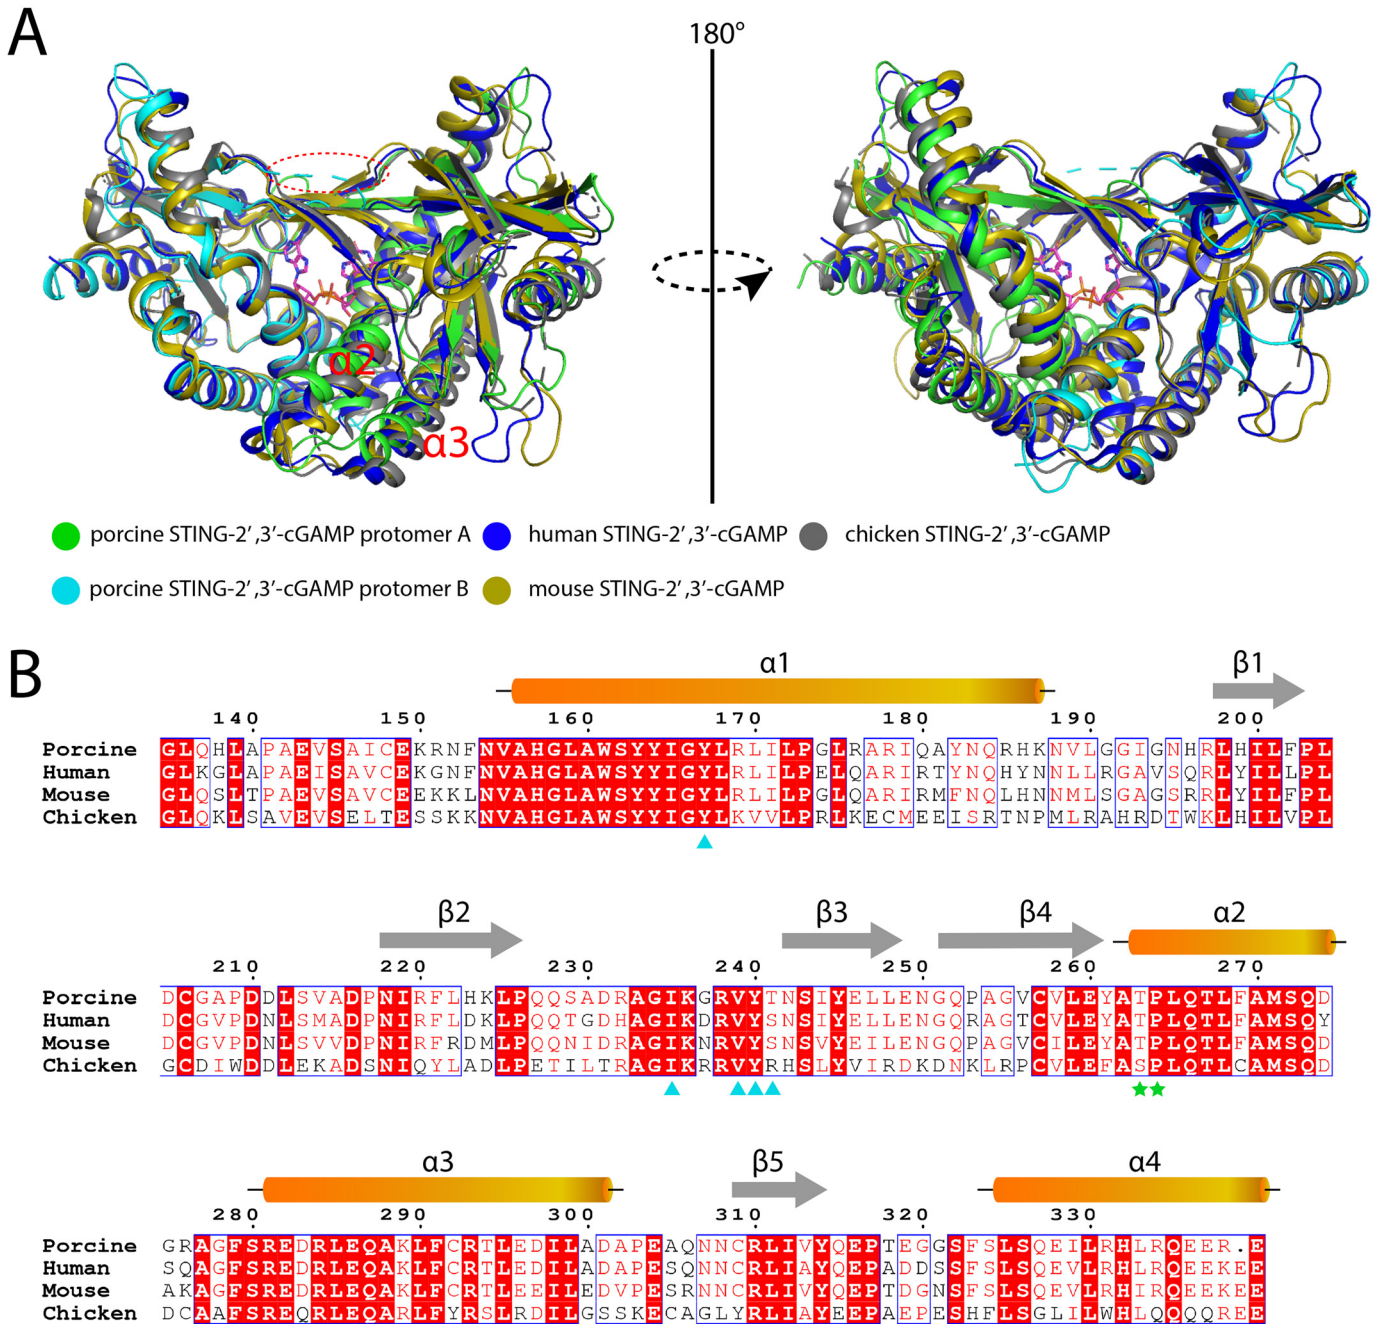 A
180°
α2
α3
porcine STING-2′,3′-cGAMP protomer A
human STING-2′,3′-cGAMP
chicken STING-2′,3′-cGAMP
porcine STING-2′,3′-cGAMP protomer B
mouse STING-2′,3′-cGAMP
B
α1 β1
140 150 160 170 180 190 200
Porcine GLQHLAPAEVSAICEKRNFNVAHGLAWSYYIGYLRLILPGLRARIQAYNQRHKNVLGGIGNHRLHILFPL
Human GLKGLAPAEISAVCEKGNFNVAHGLAWSYYIGYLRLILPELQARIRTYNQHYNNLLRGAVSQRLYILLPL
Mouse GLQSLTPAEVSAVCEEKKLNVAHGLAWSYYIGYLRLILPGLQARIRMFNQLHNNMLSGAGSRRLYILFPL
Chicken GLQKLSAVEVSELTESSKKNVAHGLAWSYYIGYLKVVLPRLKECMEEISRTNPMLRAHRDTWKLHILVPL
β2 β3 β4 α2
210 220 230 240 250 260 270
Porcine DCGAPDDLSVADPNIRFLHKLPQQSADRAGIKGRVYTNSIYELLENGQPAGVCVLEYATPLQTLFAMSQD
Human DCGVPDNLSMADPNIRFLDKLPQQTGDHAGIKDRVYSNSIYELLENGQRAGTCVLEYATPLQTLFAMSQY
Mouse DCGVPDNLSVVDPNIRFRDMLPQQNIDRAGIKNRVYSNSVYEILENGQPAGVCILEYATPLQTLFAMSQD
Chicken GCDIWDDLEKADSNIQYLADLPETILTRAGIKRRVYRHSLYVIRDKDNKLRPCVLEFASPLQTLCAMSQD
α3 β5 α4
280 290 300 310 320 330
Porcine GRAGFSREDRLEQAKLFCRTLEDILADAPEAQNNCRLIVYQEPTEGGSFSLSQEILRHLRQEER.E
Human SQAGFSREDRLEQAKLFCRTLEDILADAPESQNNCRLIAYQEPADDSSFSLSQEVLRHLRQEEKEE
Mouse AKAGFSREDRLEQAKLFCRTLEEILEDVPESRNNCRLIVYQEPTDGNSFSLSQEVLRHIRQEEKEE
Chicken DCAAFSREQRLEQARLFYRSLRDILGSSKECAGLYRLIAYEEPAEPESHFLSGLILWHLQQQQREE